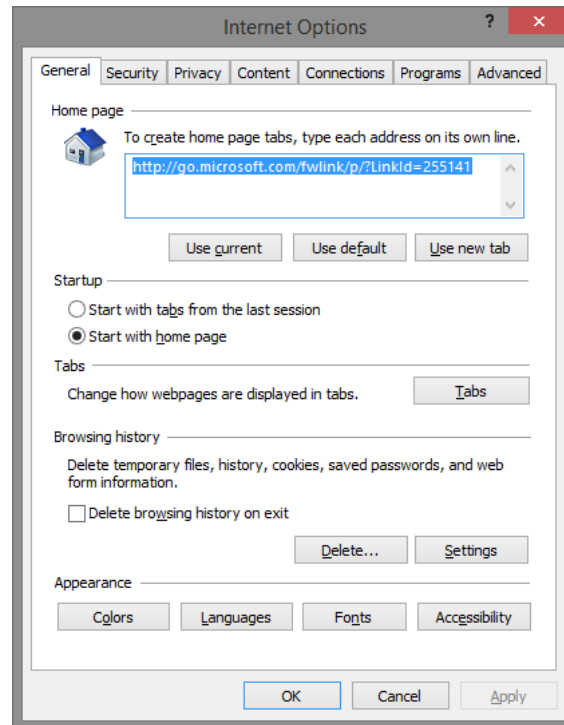 Internet Options
?
General Security Privacy Content Connections Programs Advanced
Home page
To create home page tabs, type each address on its own line.
http://go.microsoft.com/fwlink/p/?LinkId=255141
Use current Use default Use new tab
Startup
Start with tabs from the last session
Start with home page
Tabs
Change how webpages are displayed in tabs. Tabs
Browsing history
Delete temporary files, history, cookies, saved passwords, and web
form information.
Delete browsing history on exit
Delete... Settings
Appearance
Colors Languages Fonts Accessibility
OK Cancel Apply